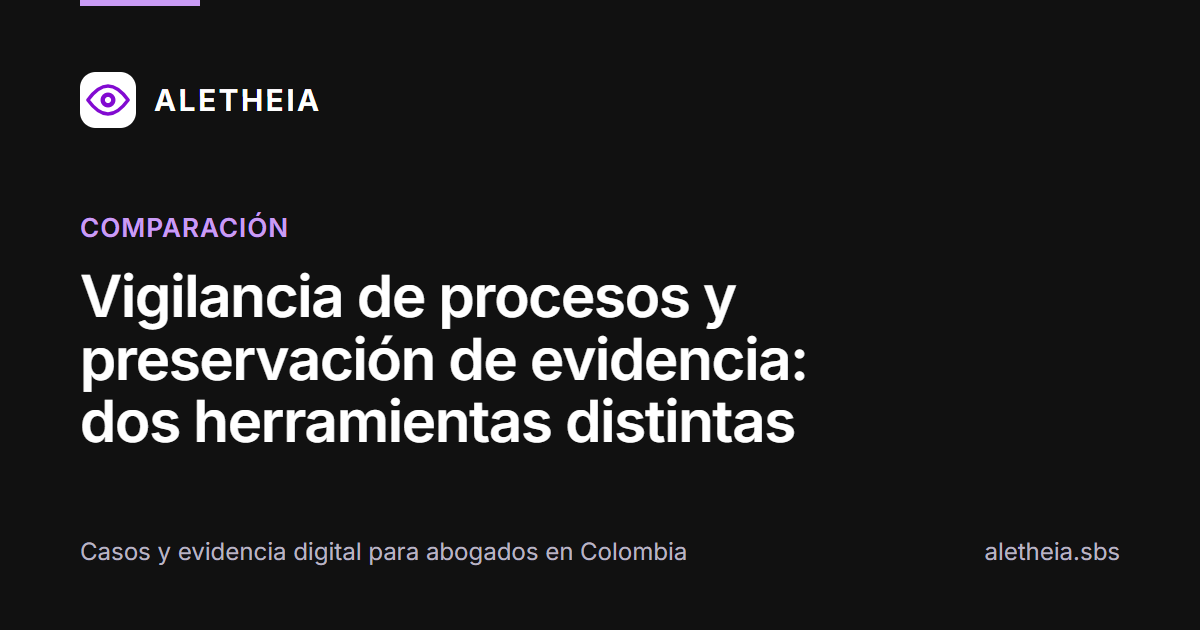 ALETHEIA
COMPARACIÓN
Vigilancia de procesos y
preservación de evidencia:
dos herramientas distintas
Casos y evidencia digital para abogados en Colombia
aletheia.sbs